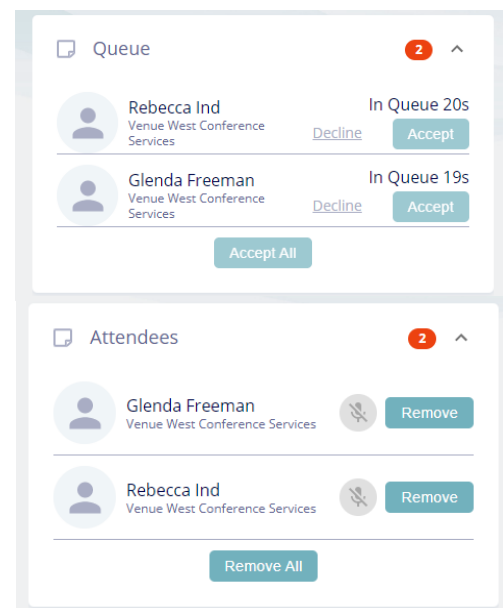 Queue 2
Rebecca Ind In Queue 20s
Venue West Conference
Services Decline Accept
Glenda Freeman In Queue 19s
Venue West Conference
Services Decline Accept
Accept All
Attendees 2
Glenda Freeman
Venue West Conference Services Remove
Rebecca Ind
Venue West Conference Services Remove
Remove All